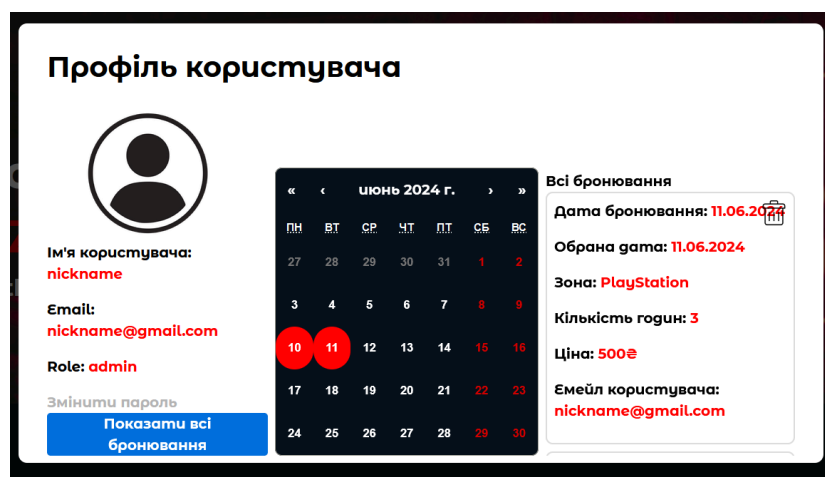 Профіль користувача
Ім'я користувача:
nickname
Email:
nickname@gmail.com
Role: admin
Змінити пароль
Показати всі
бронювання
« ‹ июнь 2024 г. › »
ПН ВТ СР ЧТ ПТ СБ ВС
27 28 29 30 31 1 2
3 4 5 6 7 8 9
10 11 12 13 14 15 16
17 18 19 20 21 22 23
24 25 26 27 28 29 30
Всі бронювання
Дата бронювання: 11.06.2024
Обрана дата: 11.06.2024
Зона: PlayStation
Кількість годин: 3
Ціна: 500₴
Емейл користувача:
nickname@gmail.com